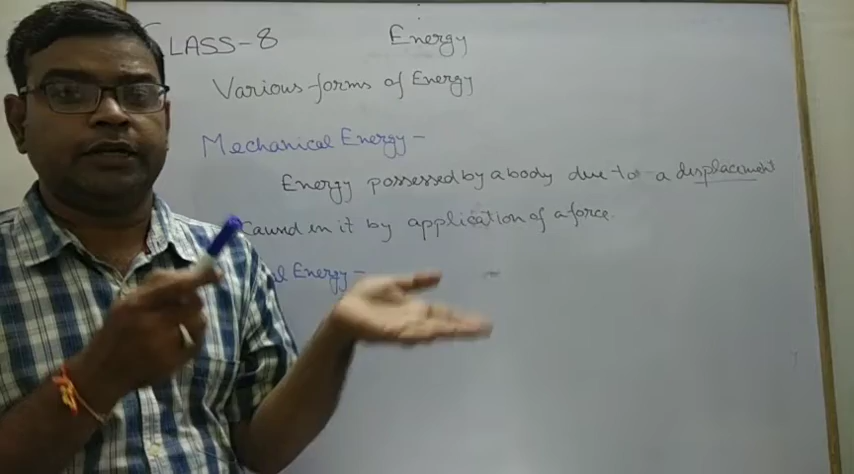 CLASS-8 Energy
Various forms of Energy
Mechanical Energy -
Energy possessed by a body due to a displacement
Caused in it by application of a force.
Energy -